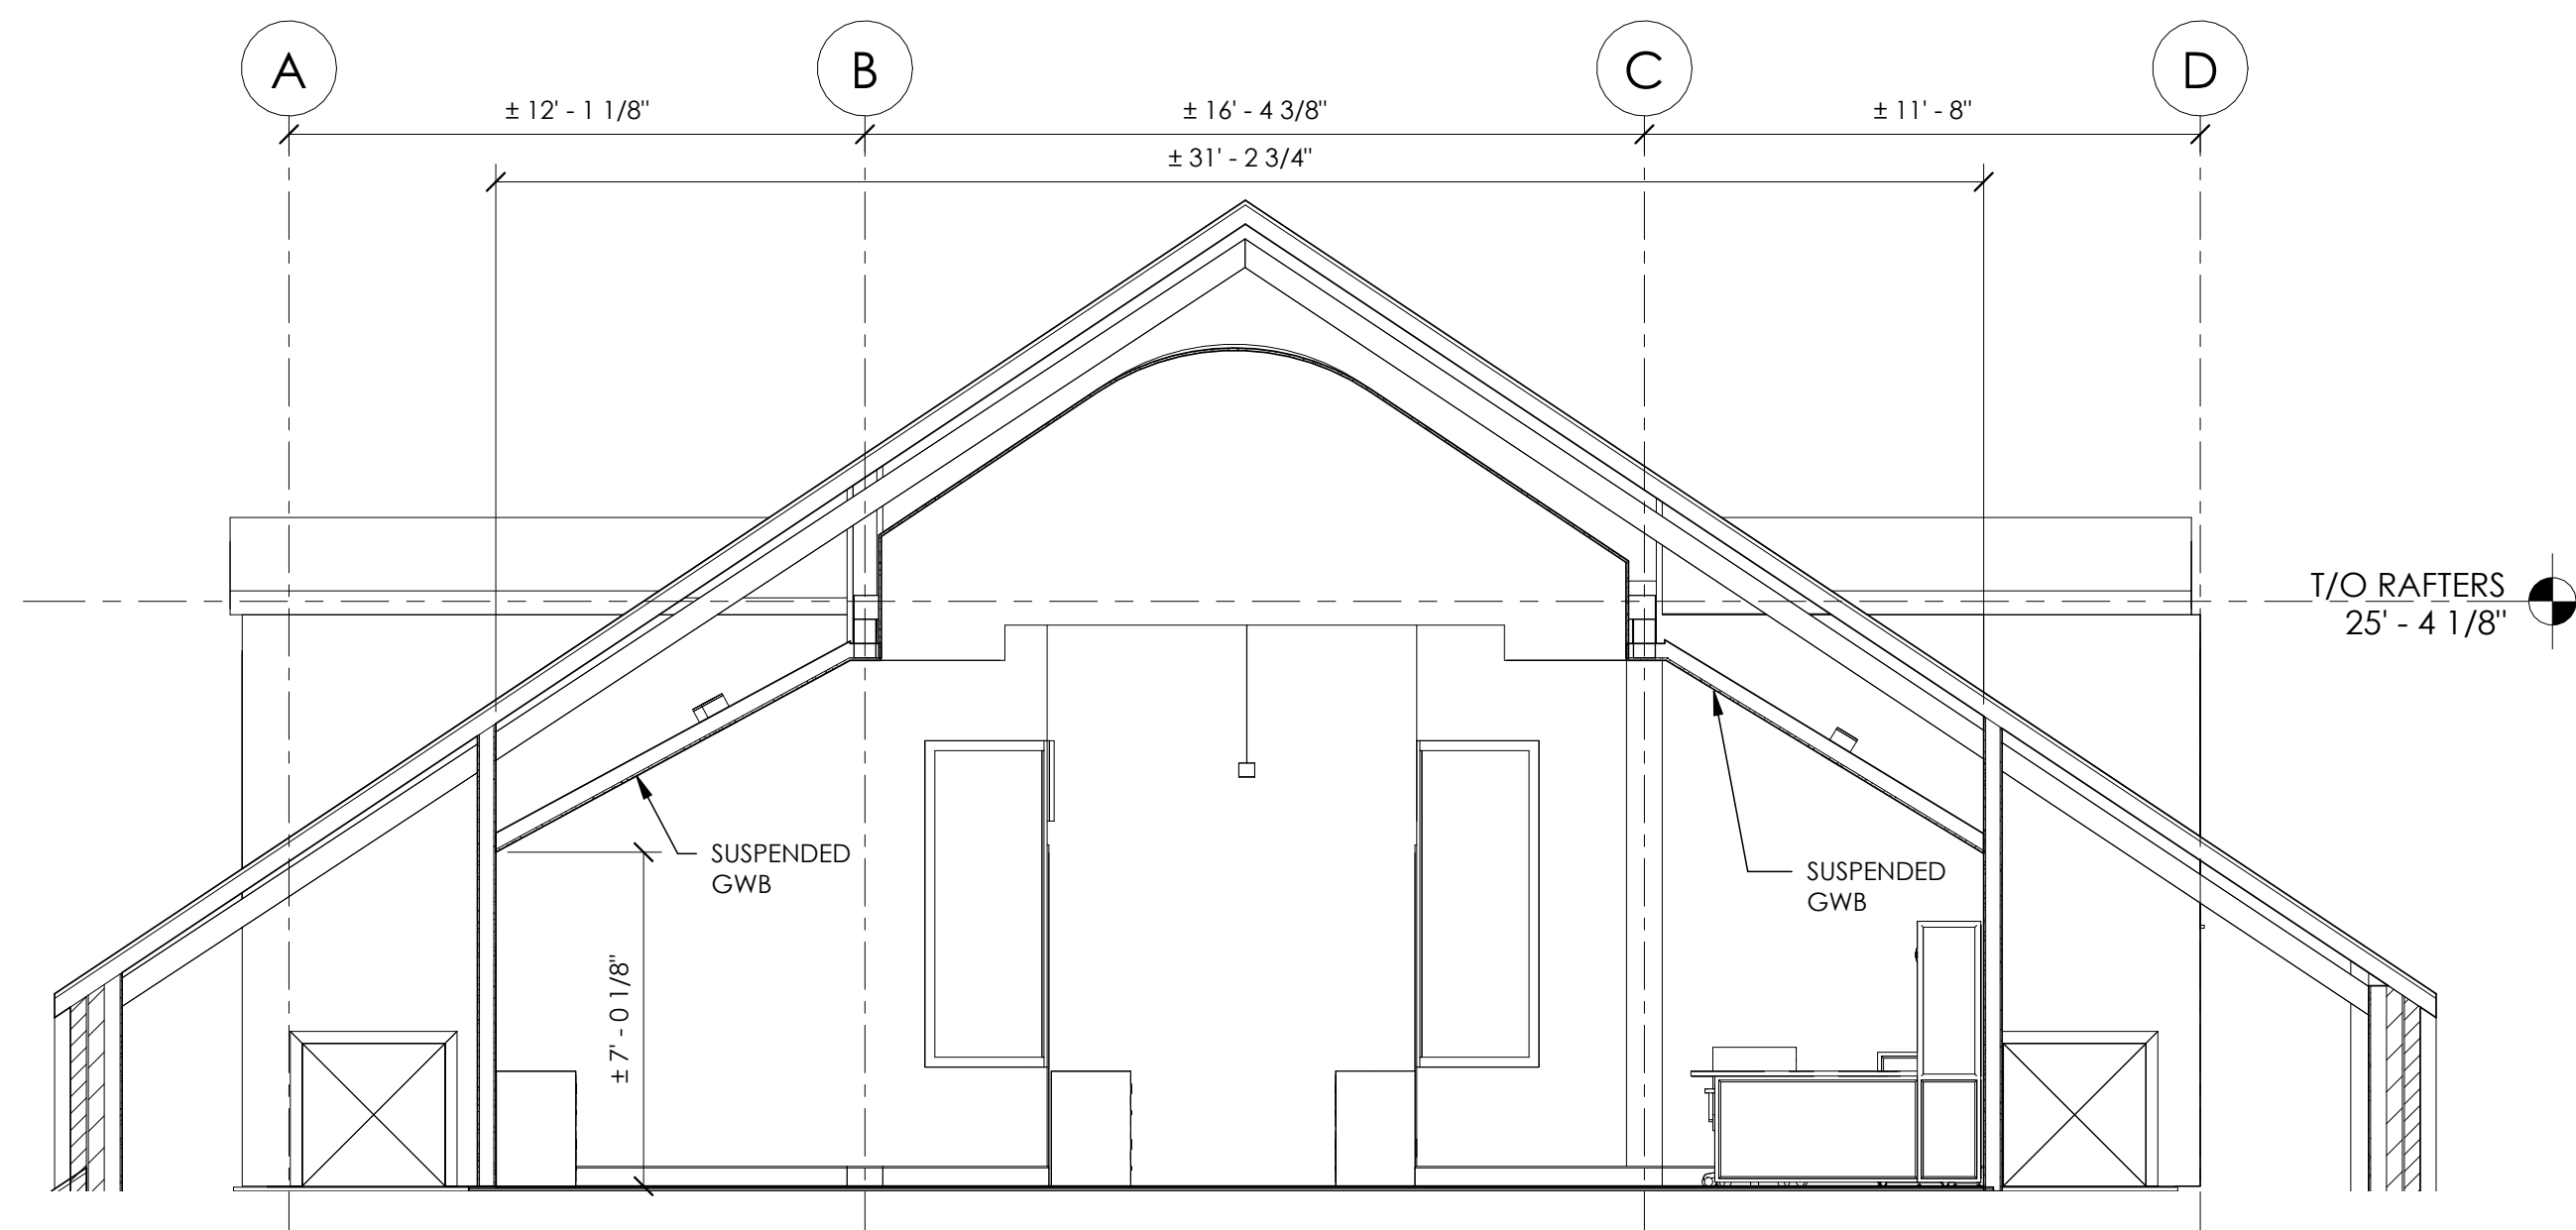 A
B
C
D
± 12' - 1 1/8"
± 16' - 4 3/8"
± 11' - 8"
± 31' - 2 3/4"
T/O RAFTERS
25' - 4 1/8"
SUSPENDED
GWB
SUSPENDED
GWB
± 7' - 0 1/8"